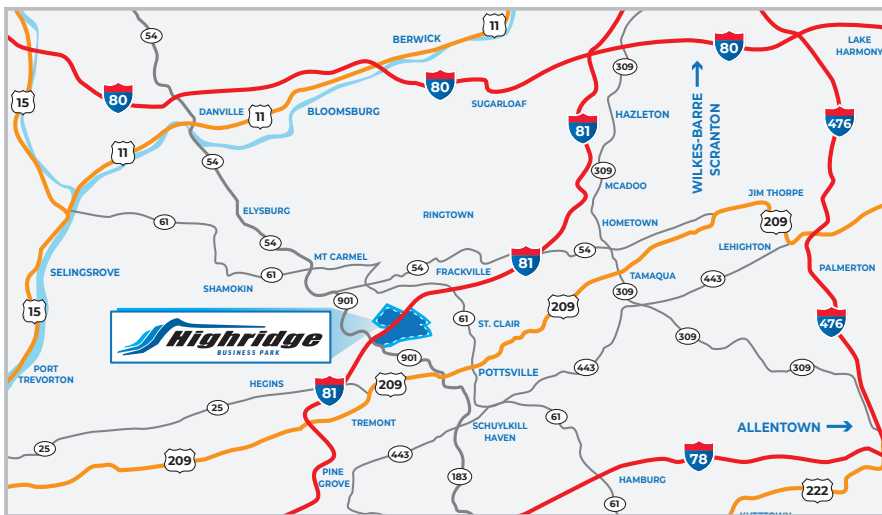 54
11
BERWICK
80
309
LAKE
HARMONY
15
80
80
DANVILLE
11
BLOOMSBURG
SUGARLOAF
81
HAZLETON
WILKES-BARRE
SCRANTON
476
11
54
309
MCADOO
ELYSBURG
61
RINGTOWN
HOMETOWN
JIM THORPE
209
54
MT CARMEL
54
LEHIGHTON
SELINGSROVE
61
54
FRACKVILLE
81
TAMAQUA
443
PALMERTON
SHAMOKIN
901
309
15
209
61
ST. CLAIR
476
Highridge
BUSINESS PARK
309
901
PORT
TREVORTON
HEGINS
81
209
POTTSVILLE
443
309
25
TREMONT
61
ALLENTOWN
SCHUYLKILL
HAVEN
25
209
443
78
PINE
GROVE
183
HAMBURG
222
61